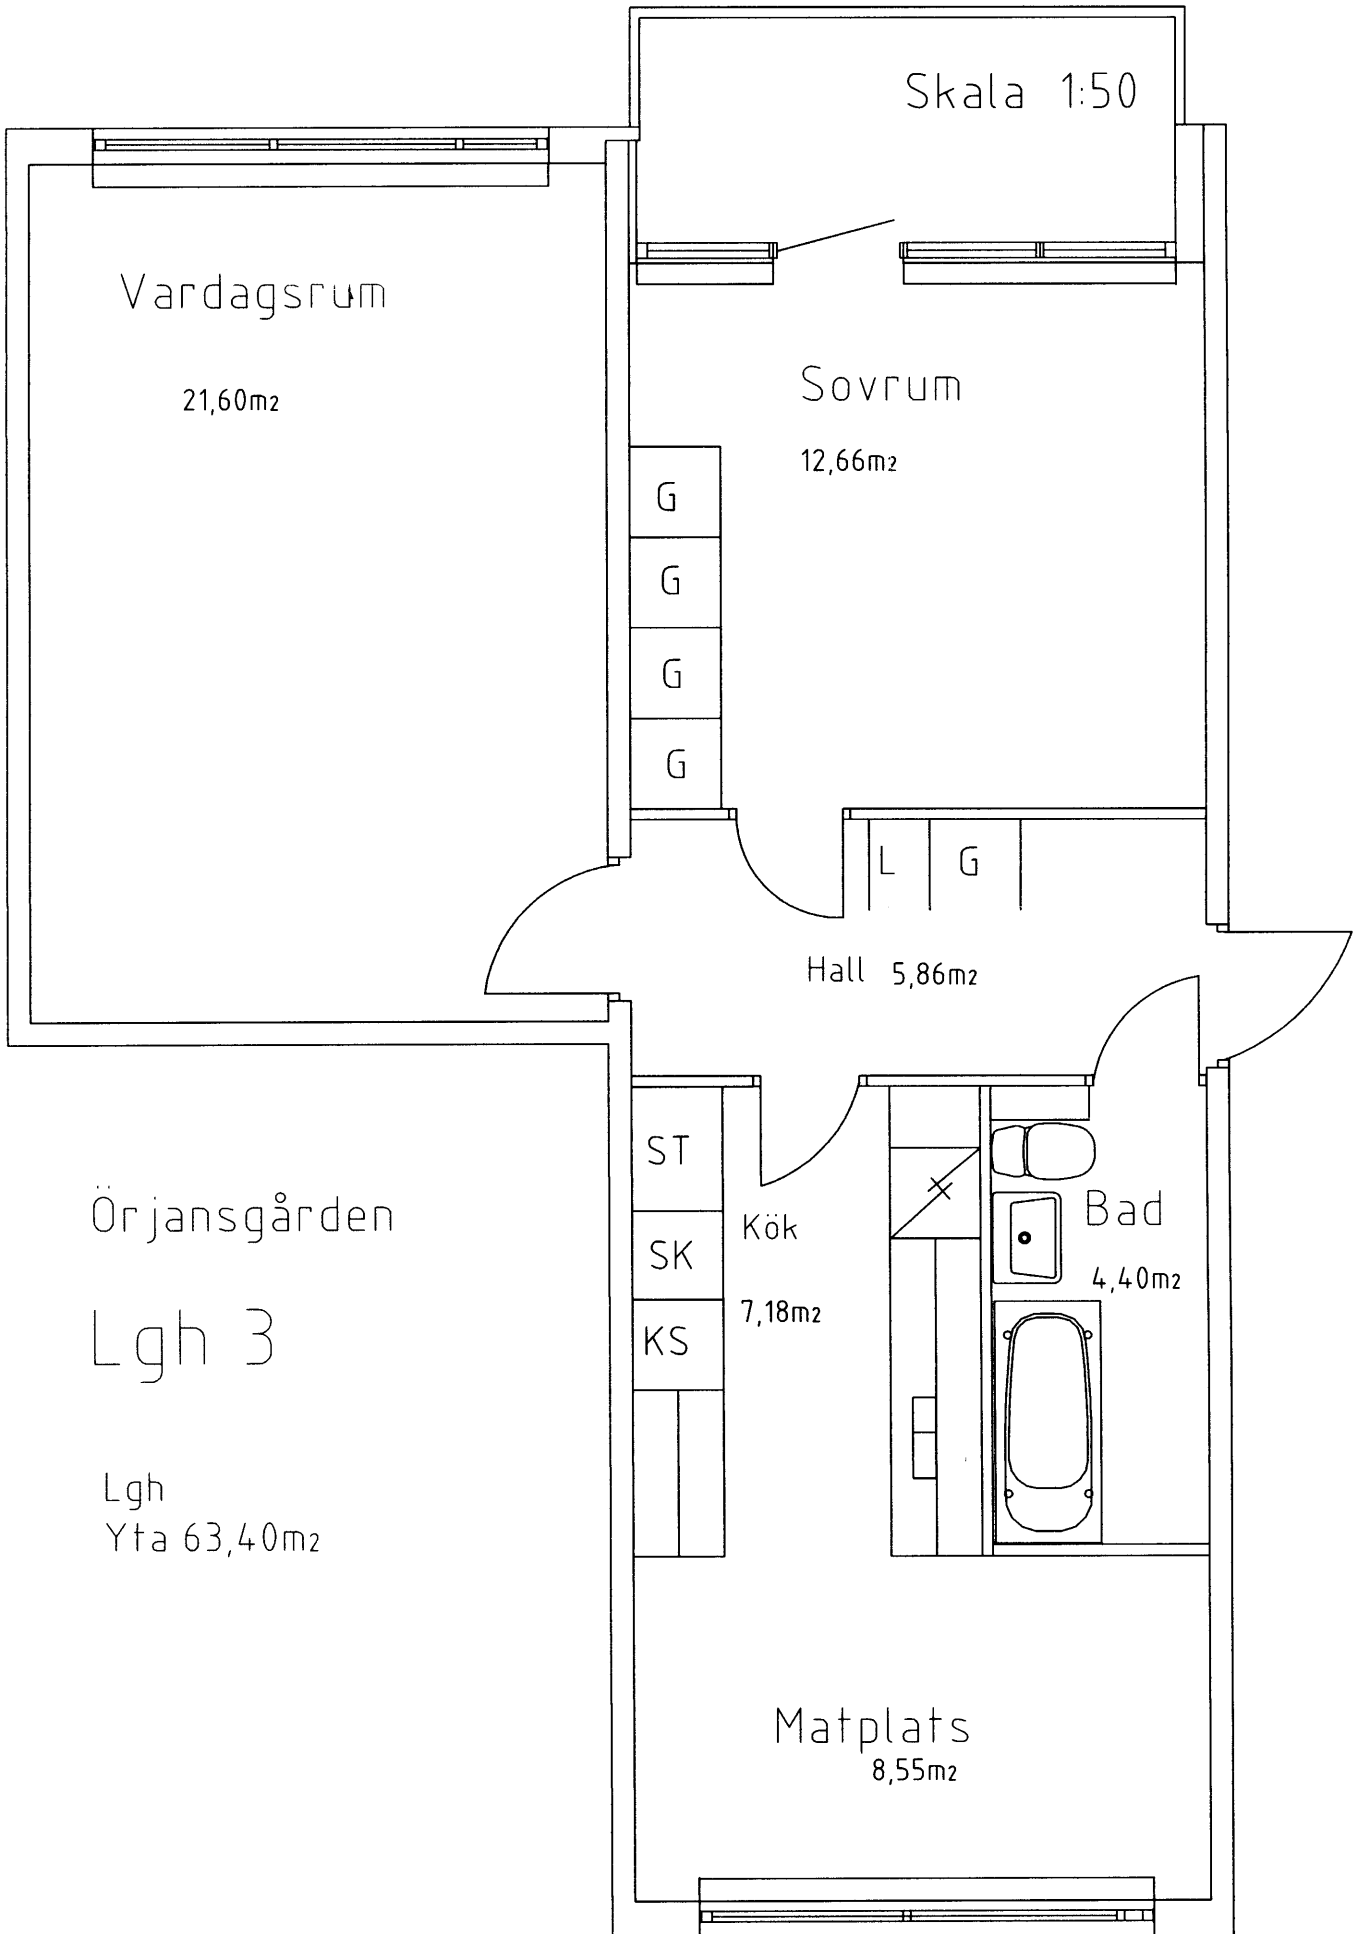 Skala 1:50
Vardagsrum
21,60m2
Sovrum
12,66m2
G
G
G
G
L G
Hall 5,86m2
ST
SK
KS
Kök
7,18m2
Bad
4,40m2
Örjansgården
Lgh 3
Lgh
Yta 63,40m2
Matplats
8,55m2